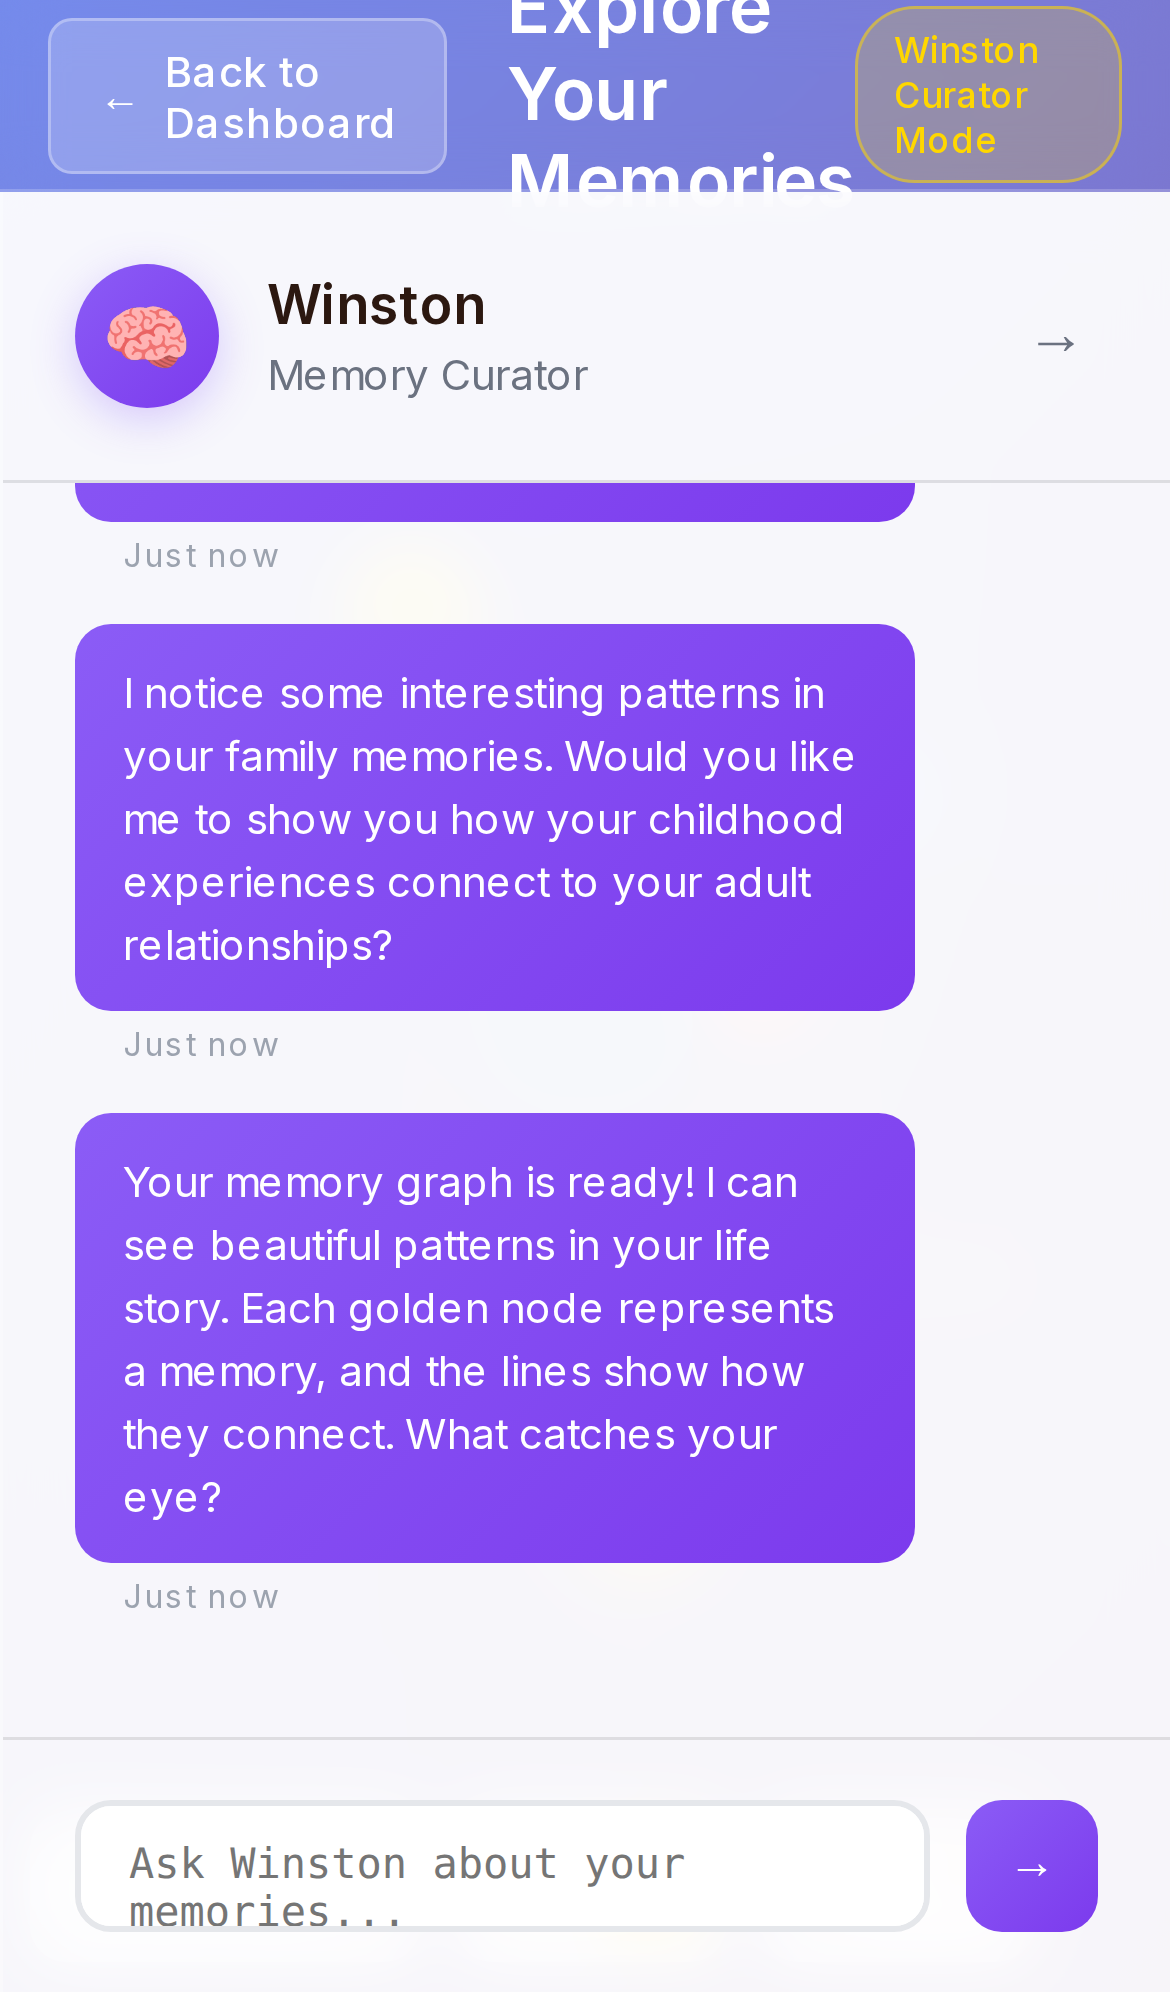 ← Back to
Dashboard
Explore
Your
Memories
Winston
Curator
Mode
Winston
Memory Curator
→
Just now
I notice some interesting patterns in
your family memories. Would you like
me to show you how your childhood
experiences connect to your adult
relationships?
Just now
Your memory graph is ready! I can
see beautiful patterns in your life
story. Each golden node represents
a memory, and the lines show how
they connect. What catches your
eye?
Just now
Ask Winston about your
memories...
→